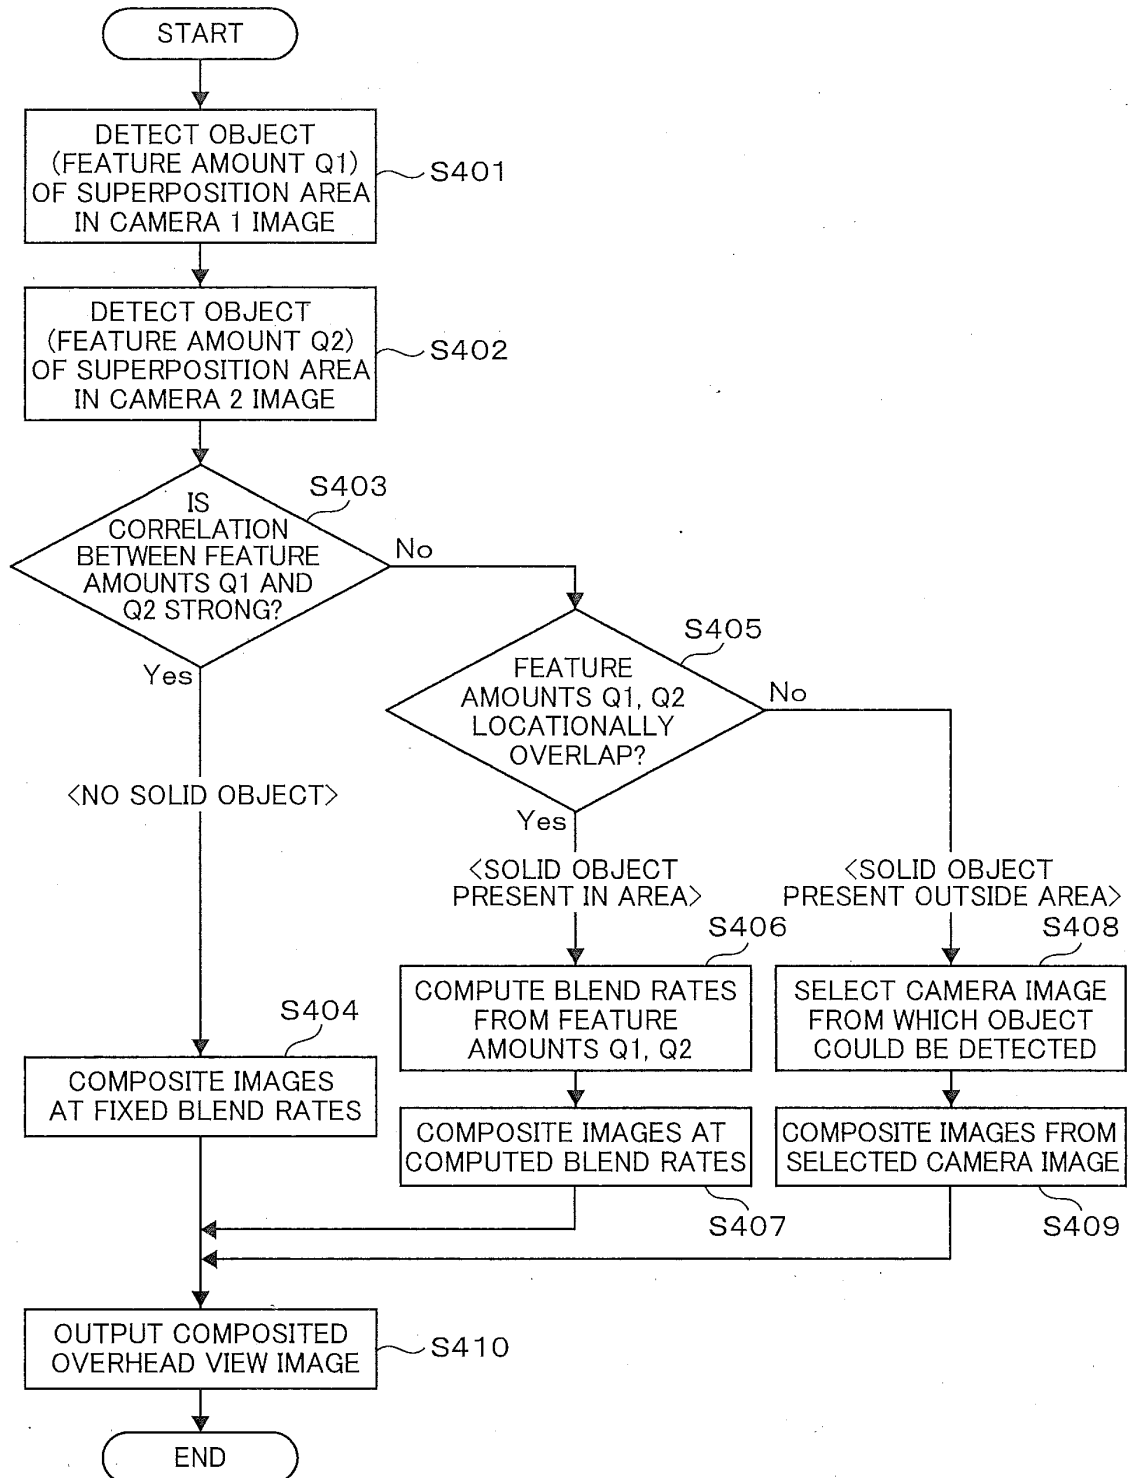 START
DETECT OBJECT
(FEATURE AMOUNT Q1)
OF SUPERPOSITION AREA
IN CAMERA 1 IMAGE
S401
DETECT OBJECT
(FEATURE AMOUNT Q2)
OF SUPERPOSITION AREA
IN CAMERA 2 IMAGE
S402
IS
CORRELATION
BETWEEN FEATURE
AMOUNTS Q1 AND
Q2 STRONG?
S403
No
Yes
<NO SOLID OBJECT>
FEATURE
AMOUNTS Q1, Q2
LOCATIONALLY
OVERLAP?
S405
No
Yes
<SOLID OBJECT
PRESENT IN AREA>
<SOLID OBJECT
PRESENT OUTSIDE AREA>
S404
COMPOSITE IMAGES
AT FIXED BLEND RATES
S406
COMPUTE BLEND RATES
FROM FEATURE
AMOUNTS Q1, Q2
S408
SELECT CAMERA IMAGE
FROM WHICH OBJECT
COULD BE DETECTED
COMPOSITE IMAGES AT
COMPUTED BLEND RATES
S407
COMPOSITE IMAGES FROM
SELECTED CAMERA IMAGE
S409
OUTPUT COMPOSITED
OVERHEAD VIEW IMAGE
S410
END